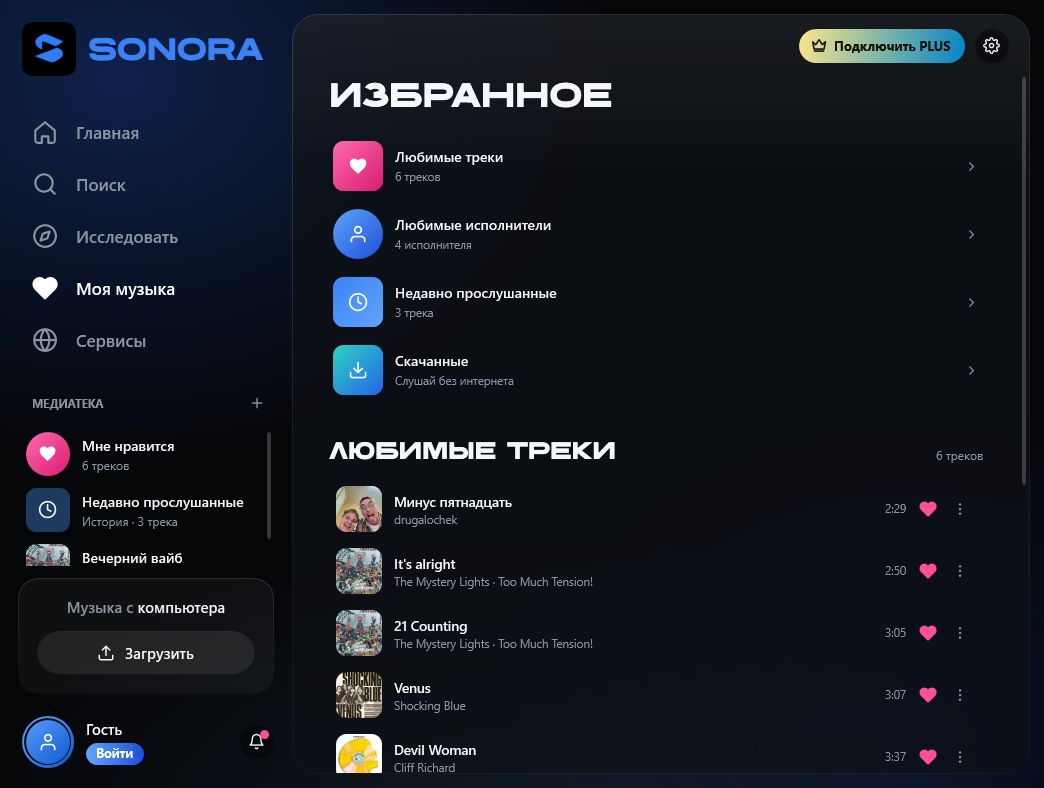 SONORA
Главная
Поиск
Исследовать
Моя музыка
Сервисы
МЕДИАТЕКА
Мне нравится
6 треков
Недавно прослушанные
История · 3 трека
Вечерний вайб
Музыка с компьютера
Загрузить
Гость
Войти
Подключить PLUS
ИЗБРАННОЕ
Любимые треки
6 треков
Любимые исполнители
4 исполнителя
Недавно прослушанные
3 трека
Скачанные
Слушай без интернета
ЛЮБИМЫЕ ТРЕКИ
6 треков
Минус пятнадцать
drugalochek
2:29
It's alright
The Mystery Lights · Too Much Tension!
2:50
21 Counting
The Mystery Lights · Too Much Tension!
3:05
SHOCKING
BLUE
Venus
Shocking Blue
3:07
Devil Woman
Cliff Richard
3:37